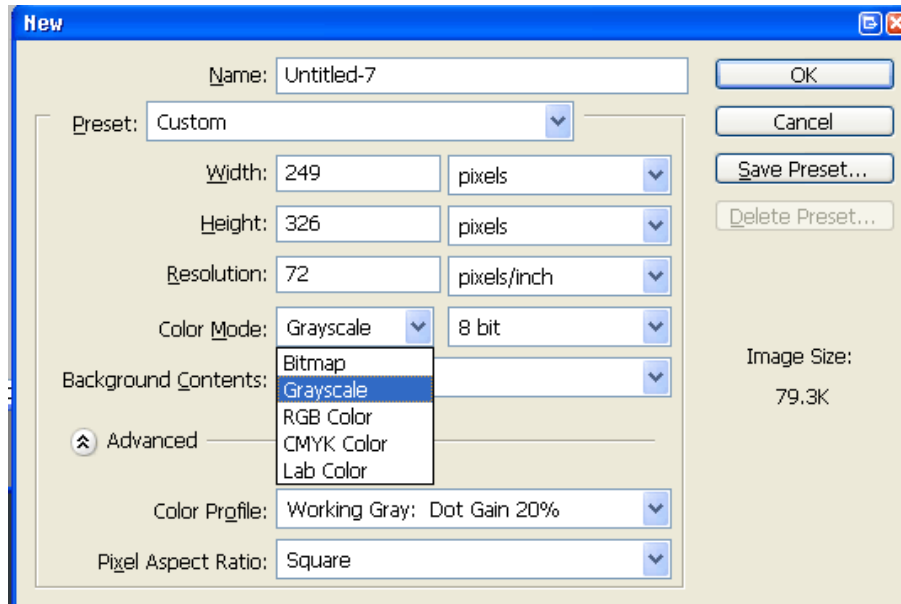 New
Name: Untitled-7
OK
Preset: Custom
Cancel
Width: 249 pixels
Save Preset...
Height: 326 pixels
Delete Preset...
Resolution: 72 pixels/inch
Color Mode: Grayscale 8 bit
Bitmap
Grayscale
RGB Color
CMYK Color
Lab Color
Background Contents:
Image Size:
79.3K
Advanced
Color Profile: Working Gray: Dot Gain 20%
Pixel Aspect Ratio: Square